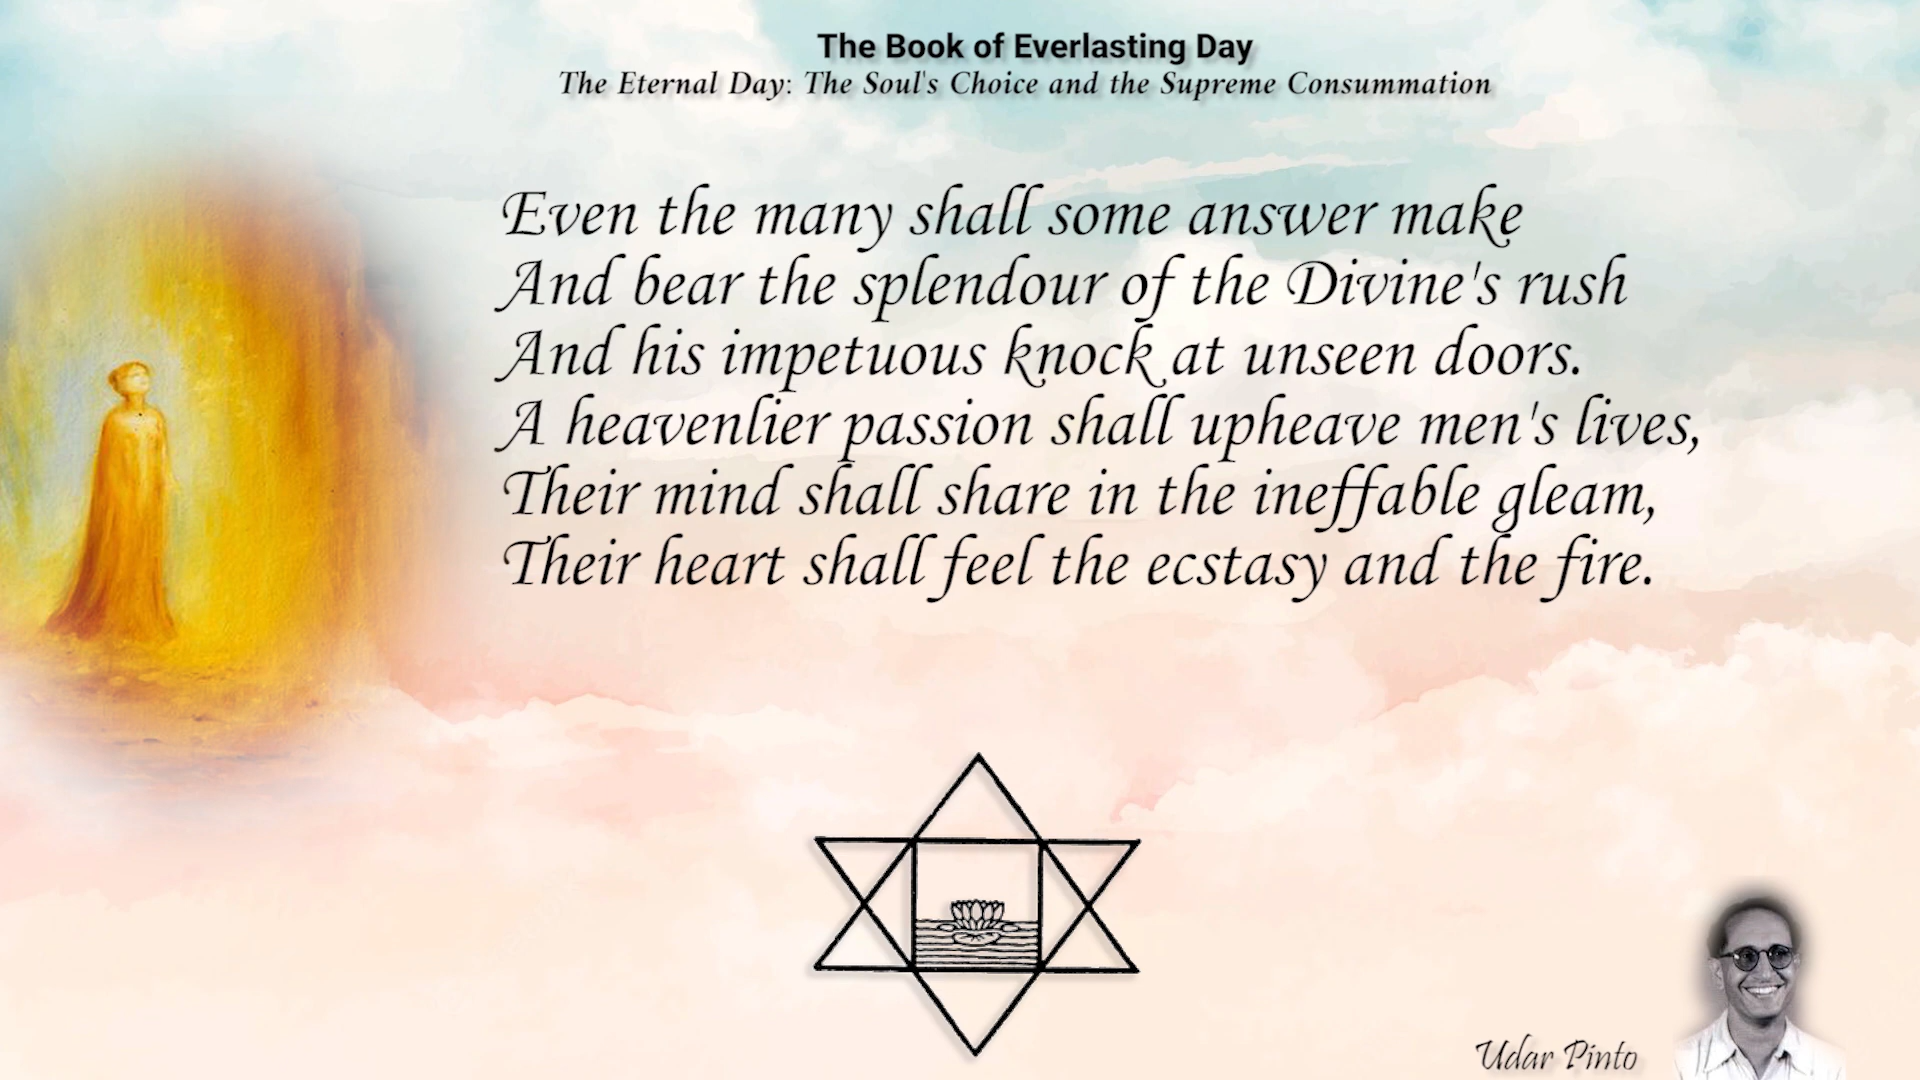 The Book of Everlasting Day
The Eternal Day: The Soul's Choice and the Supreme Consummation
Even the many shall some answer make
And bear the splendour of the Divine's rush
And his impetuous knock at unseen doors.
A heavenlier passion shall upheave men's lives,
Their mind shall share in the ineffable gleam,
Their heart shall feel the ecstasy and the fire.
Udar Pinto